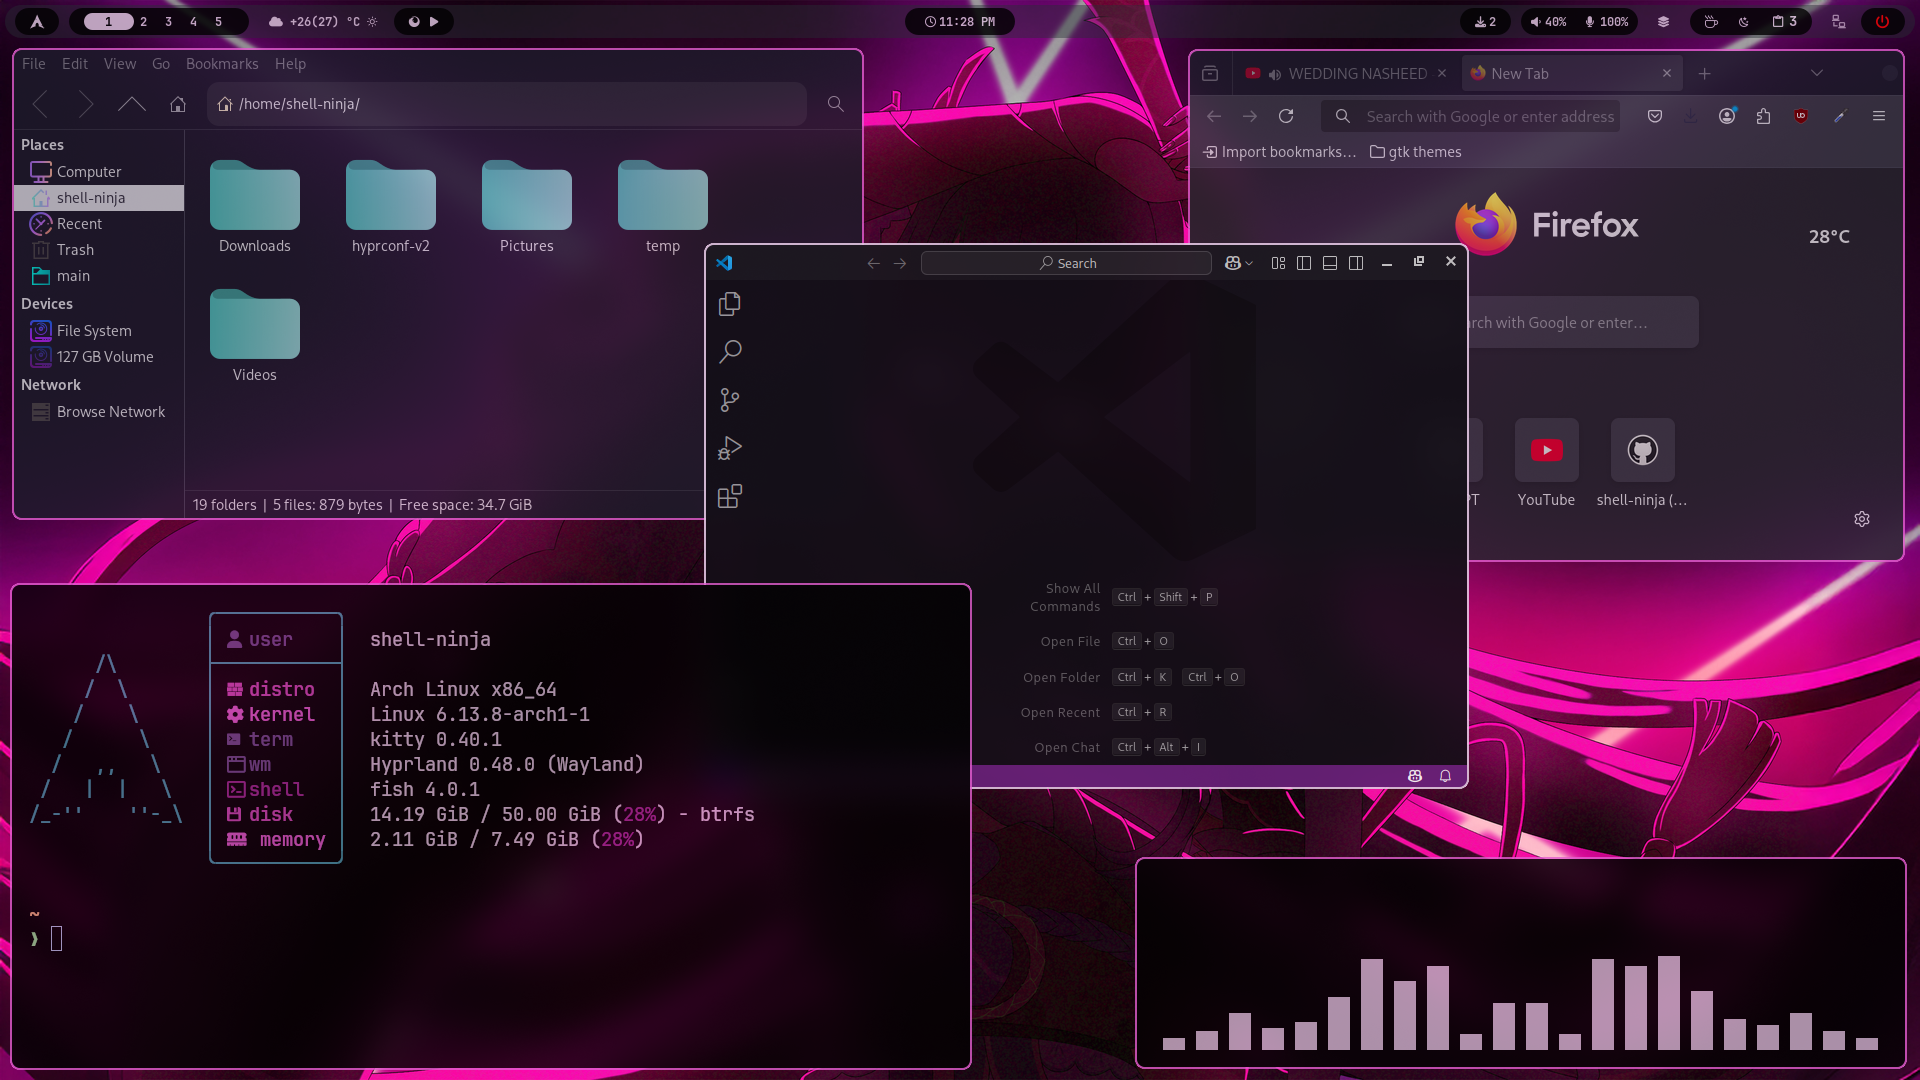 1 2 3 4 5 +26(27) °C
11:28 PM
2 40% 100% 3
File Edit View Go Bookmarks Help
/home/shell-ninja/
Places
Computer
shell-ninja
Recent
Trash
main
Devices
File System
127 GB Volume
Network
Browse Network
Downloads hyprconf-v2 Pictures temp
Videos
19 folders | 5 files: 879 bytes | Free space: 34.7 GiB
WEDDING NASHEED
New Tab
Search with Google or enter address
Import bookmarks… gtk themes
Firefox
28°C
rch with Google or enter…
YouTube shell-ninja (…
Search
Show All Commands Ctrl + Shift + P
Open File Ctrl + O
Open Folder Ctrl + K Ctrl + O
Open Recent Ctrl + R
Open Chat Ctrl + Alt + I
user shell-ninja
distro Arch Linux x86_64
kernel Linux 6.13.8-arch1-1
term kitty 0.40.1
wm Hyprland 0.48.0 (Wayland)
shell fish 4.0.1
disk 14.19 GiB / 50.00 GiB (28%) - btrfs
memory 2.11 GiB / 7.49 GiB (28%)
~
❯